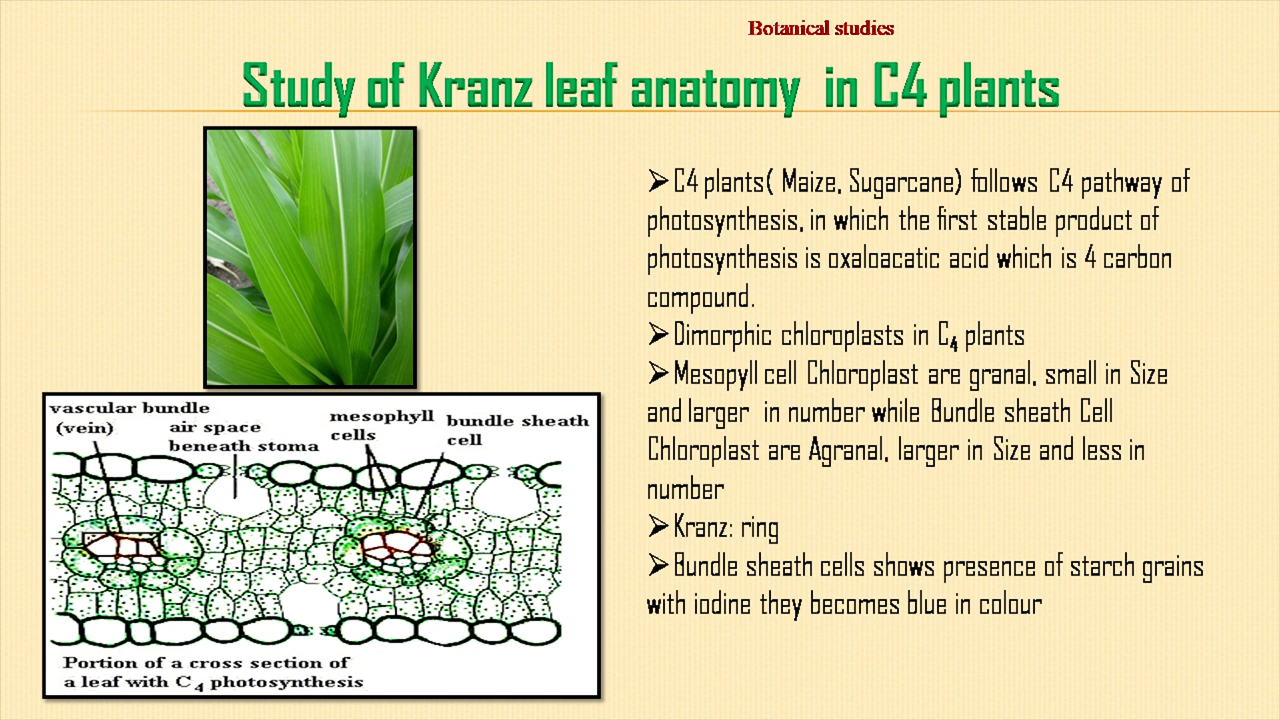 Botanical studies
Study of Kranz leaf anatomy in C4 plants
➢C4 plants( Maize, Sugarcane) follows C4 pathway of
photosynthesis, in which the first stable product of
photosynthesis is oxaloacatic acid which is 4 carbon
compound.
➢Dimorphic chloroplasts in C4 plants
➢Mesopyll cell Chloroplast are granal, small in Size
and larger in number while Bundle sheath Cell
Chloroplast are Agranal, larger in Size and less in
number
➢Kranz: ring
➢Bundle sheath cells shows presence of starch grains
with iodine they becomes blue in colour
vascular bundle
(vein)
air space
beneath stoma
mesophyll
cells
bundle sheath
cell
Portion of a cross section of
a leaf with C4 photosynthesis